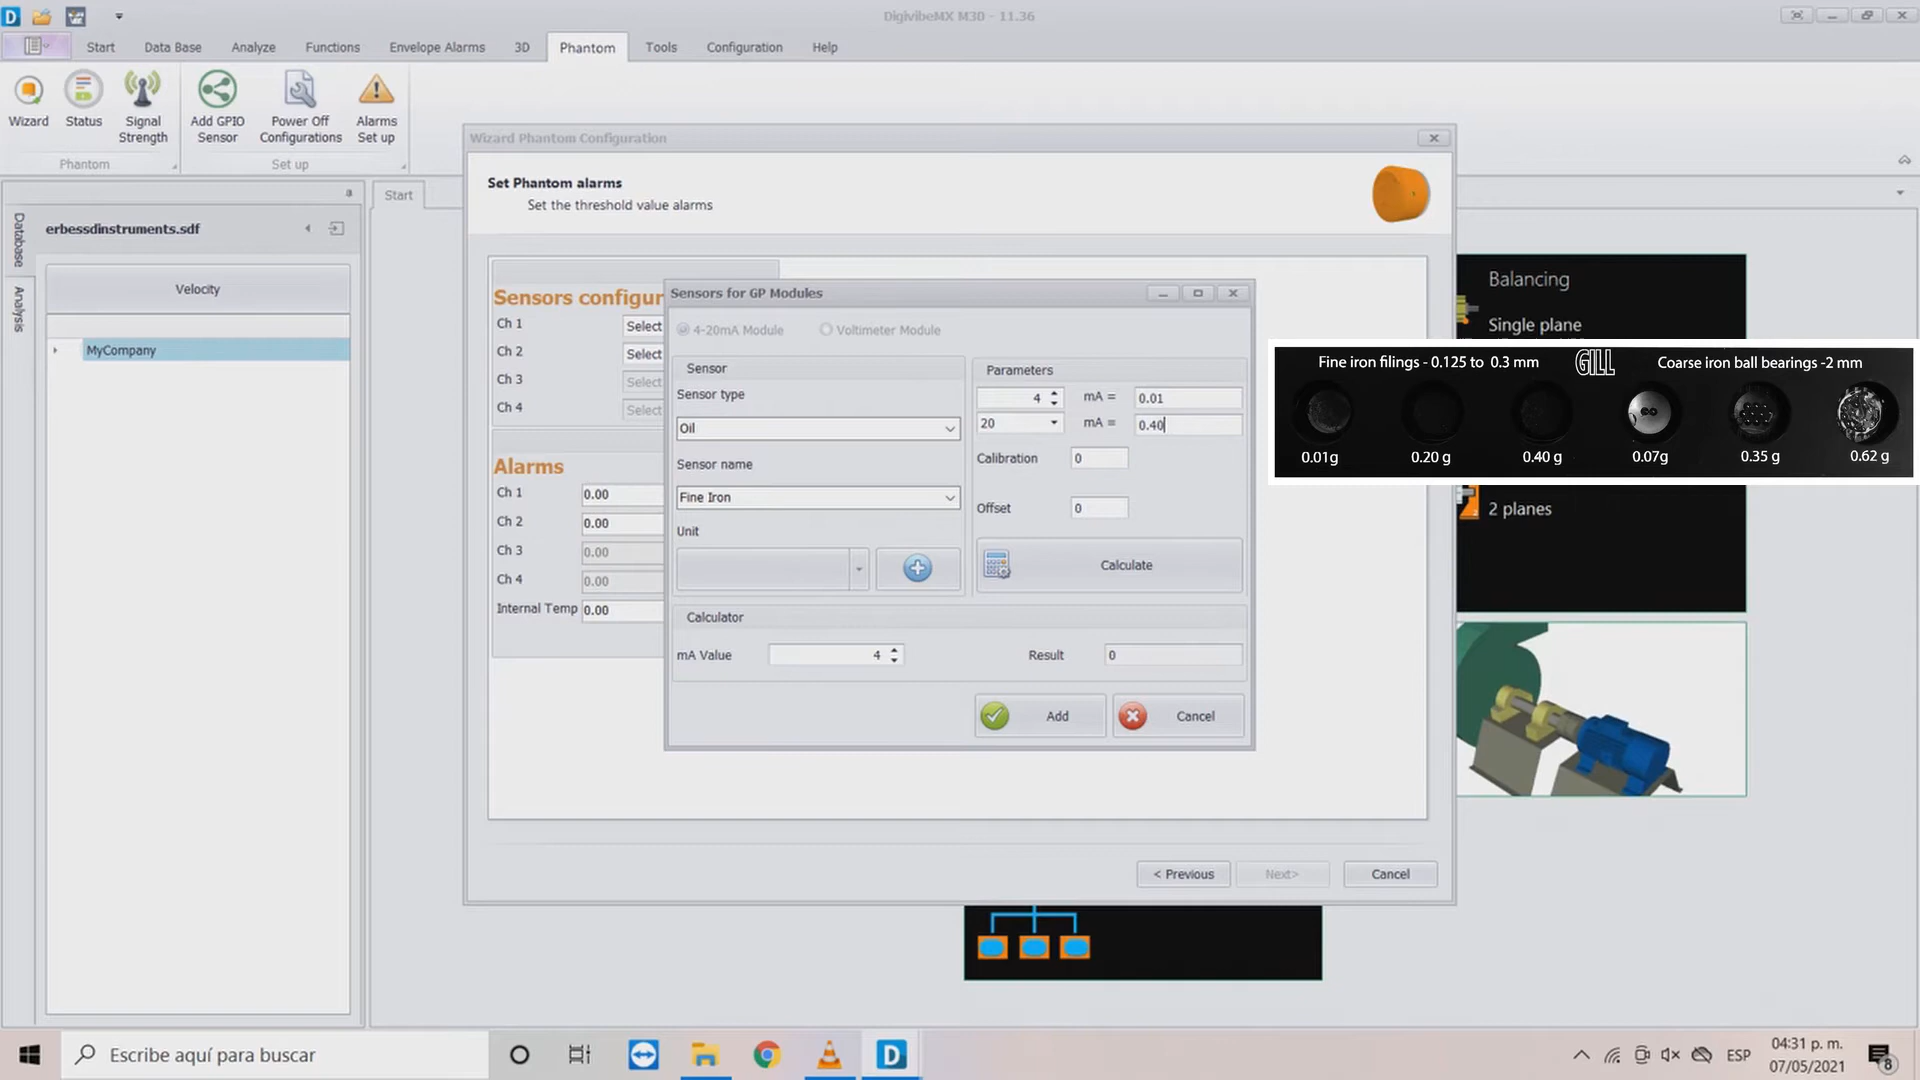 DigivibeMX M30 - 11.36
Start
Data Base
Analyze
Functions
Envelope Alarms
3D
Phantom
Tools
Configuration
Help
Wizard
Status
Signal
Strength
Add GPIO
Sensor
Power Off
Configurations
Alarms
Set up
Phantom
Set up
Database
Analysis
erbessdinstruments.sdf
Velocity
MyCompany
Start
Wizard Phantom Configuration
Set Phantom alarms
Set the threshold value alarms
Sensors configur
Ch 1
Select
Ch 2
Select
Ch 3
Select
Ch 4
Select
Alarms
Ch 1
0.00
Ch 2
0.00
Ch 3
0.00
Ch 4
0.00
Internal Temp
0.00
Sensors for GP Modules
4-20mA Module
Voltimeter Module
Sensor
Sensor type
Oil
Sensor name
Fine Iron
Unit
Parameters
4
mA =
0.01
20
mA =
0.40
Calibration
0
Offset
0
Calculate
Calculator
mA Value
4
Result
0
Add
Cancel
< Previous
Next>
Cancel
Balancing
Single plane
2 planes
Fine iron filings - 0.125 to 0.3 mm
GILL
Coarse iron ball bearings -2 mm
0.01g
0.20 g
0.40 g
0.07g
0.35 g
0.62 g
Escribe aquí para buscar
ESP
04:31 p. m.
07/05/2021
8